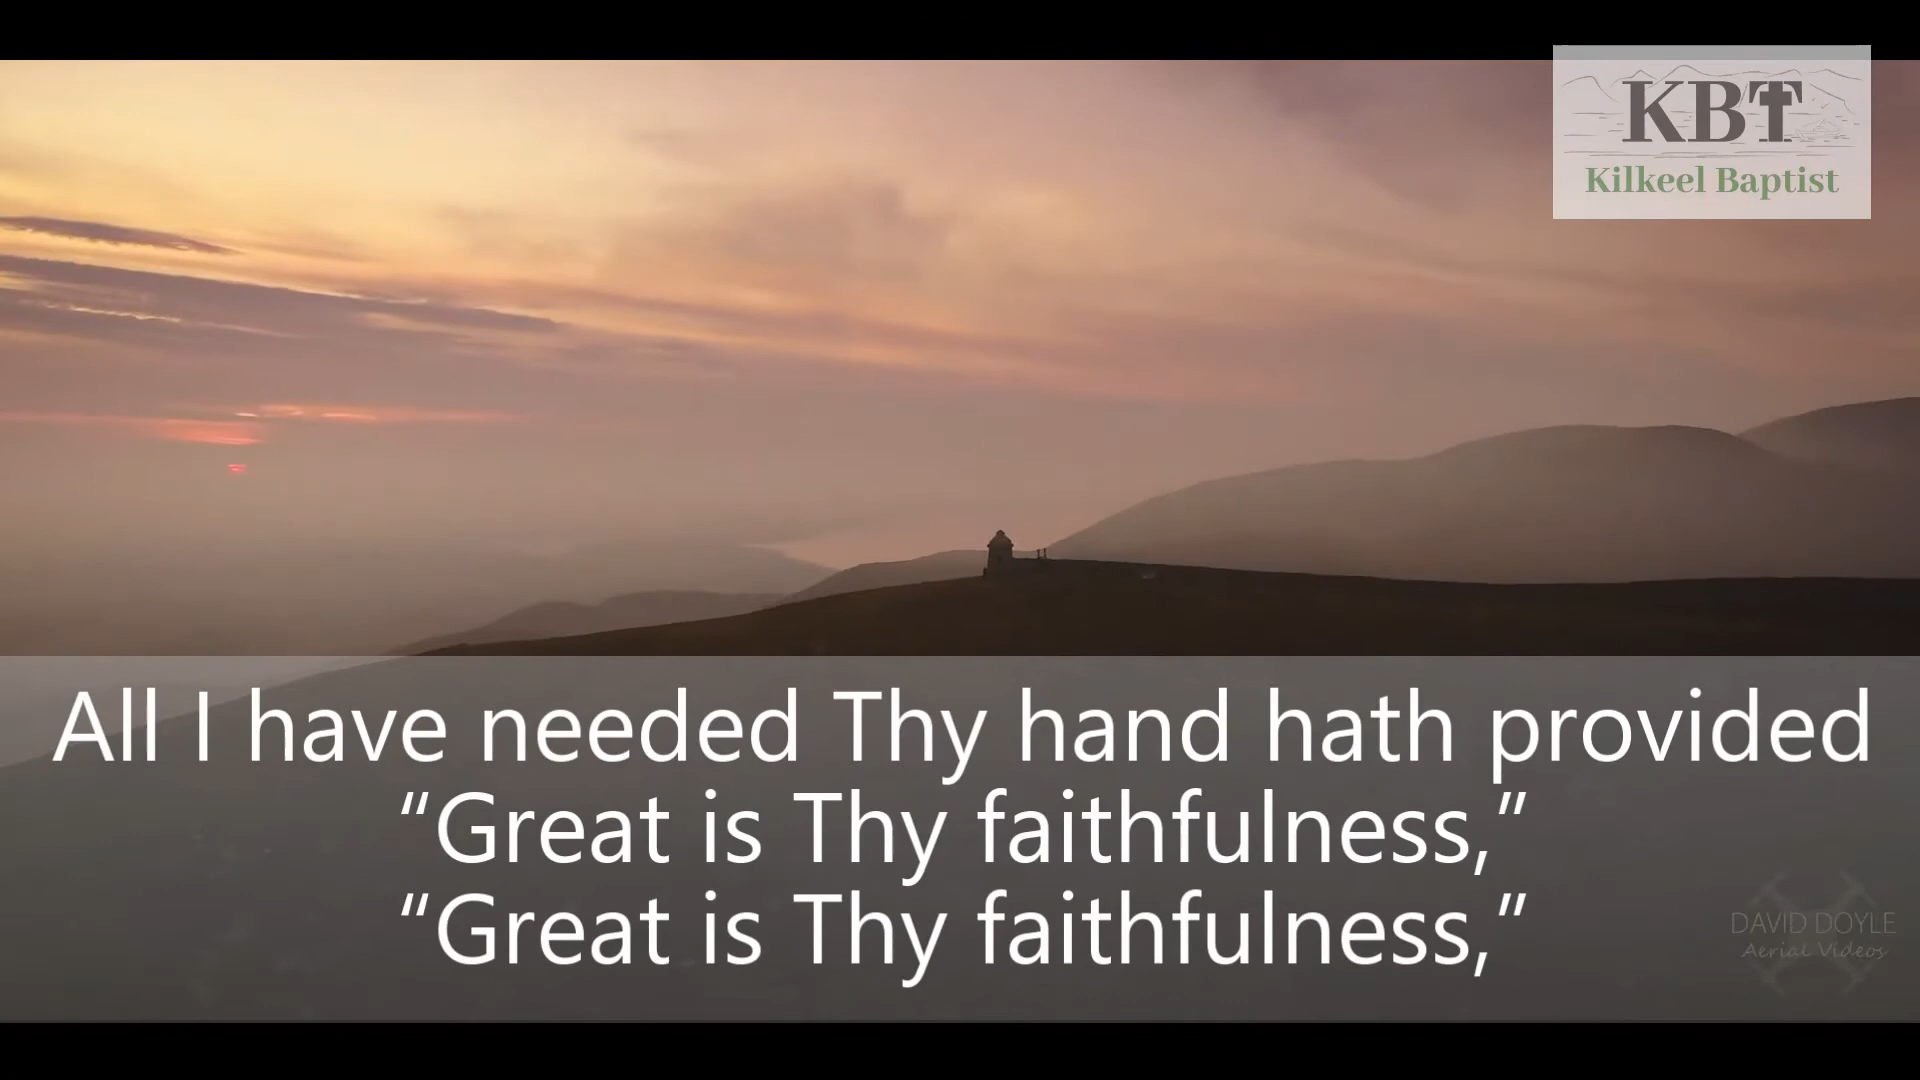 KBT
Kilkeel Baptist
All I have needed Thy hand hath provided
“Great is Thy faithfulness,”
“Great is Thy faithfulness,”
DAVID DOYLE
Aerial Videos